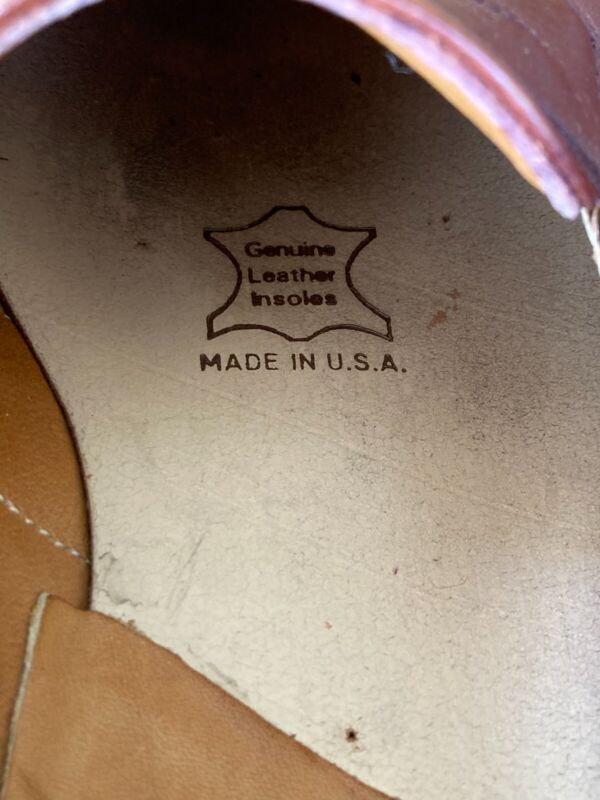 Genuine
Leather
Insoles
MADE IN U.S.A.